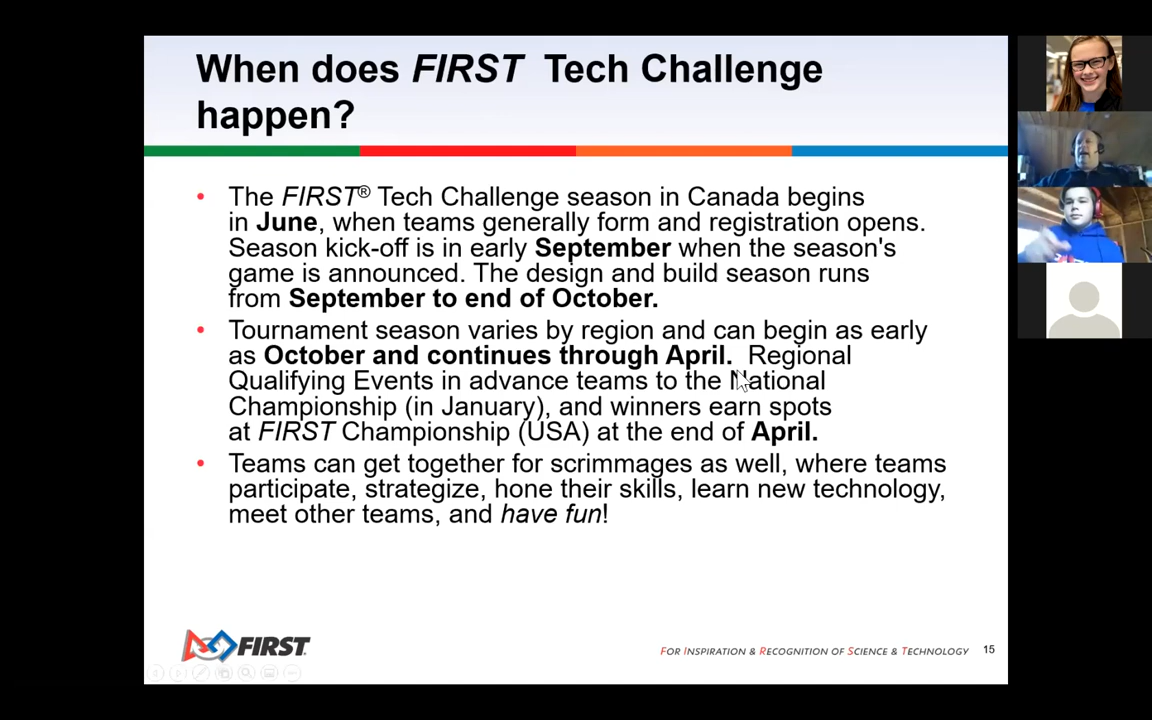 When does FIRST Tech Challenge
happen?
• The FIRST® Tech Challenge season in Canada begins
in June, when teams generally form and registration opens.
Season kick-off is in early September when the season's
game is announced. The design and build season runs
from September to end of October.
• Tournament season varies by region and can begin as early
as October and continues through April. Regional
Qualifying Events in advance teams to the National
Championship (in January), and winners earn spots
at FIRST Championship (USA) at the end of April.
• Teams can get together for scrimmages as well, where teams
participate, strategize, hone their skills, learn new technology,
meet other teams, and have fun!
FIRST
FOR INSPIRATION & RECOGNITION OF SCIENCE & TECHNOLOGY 15